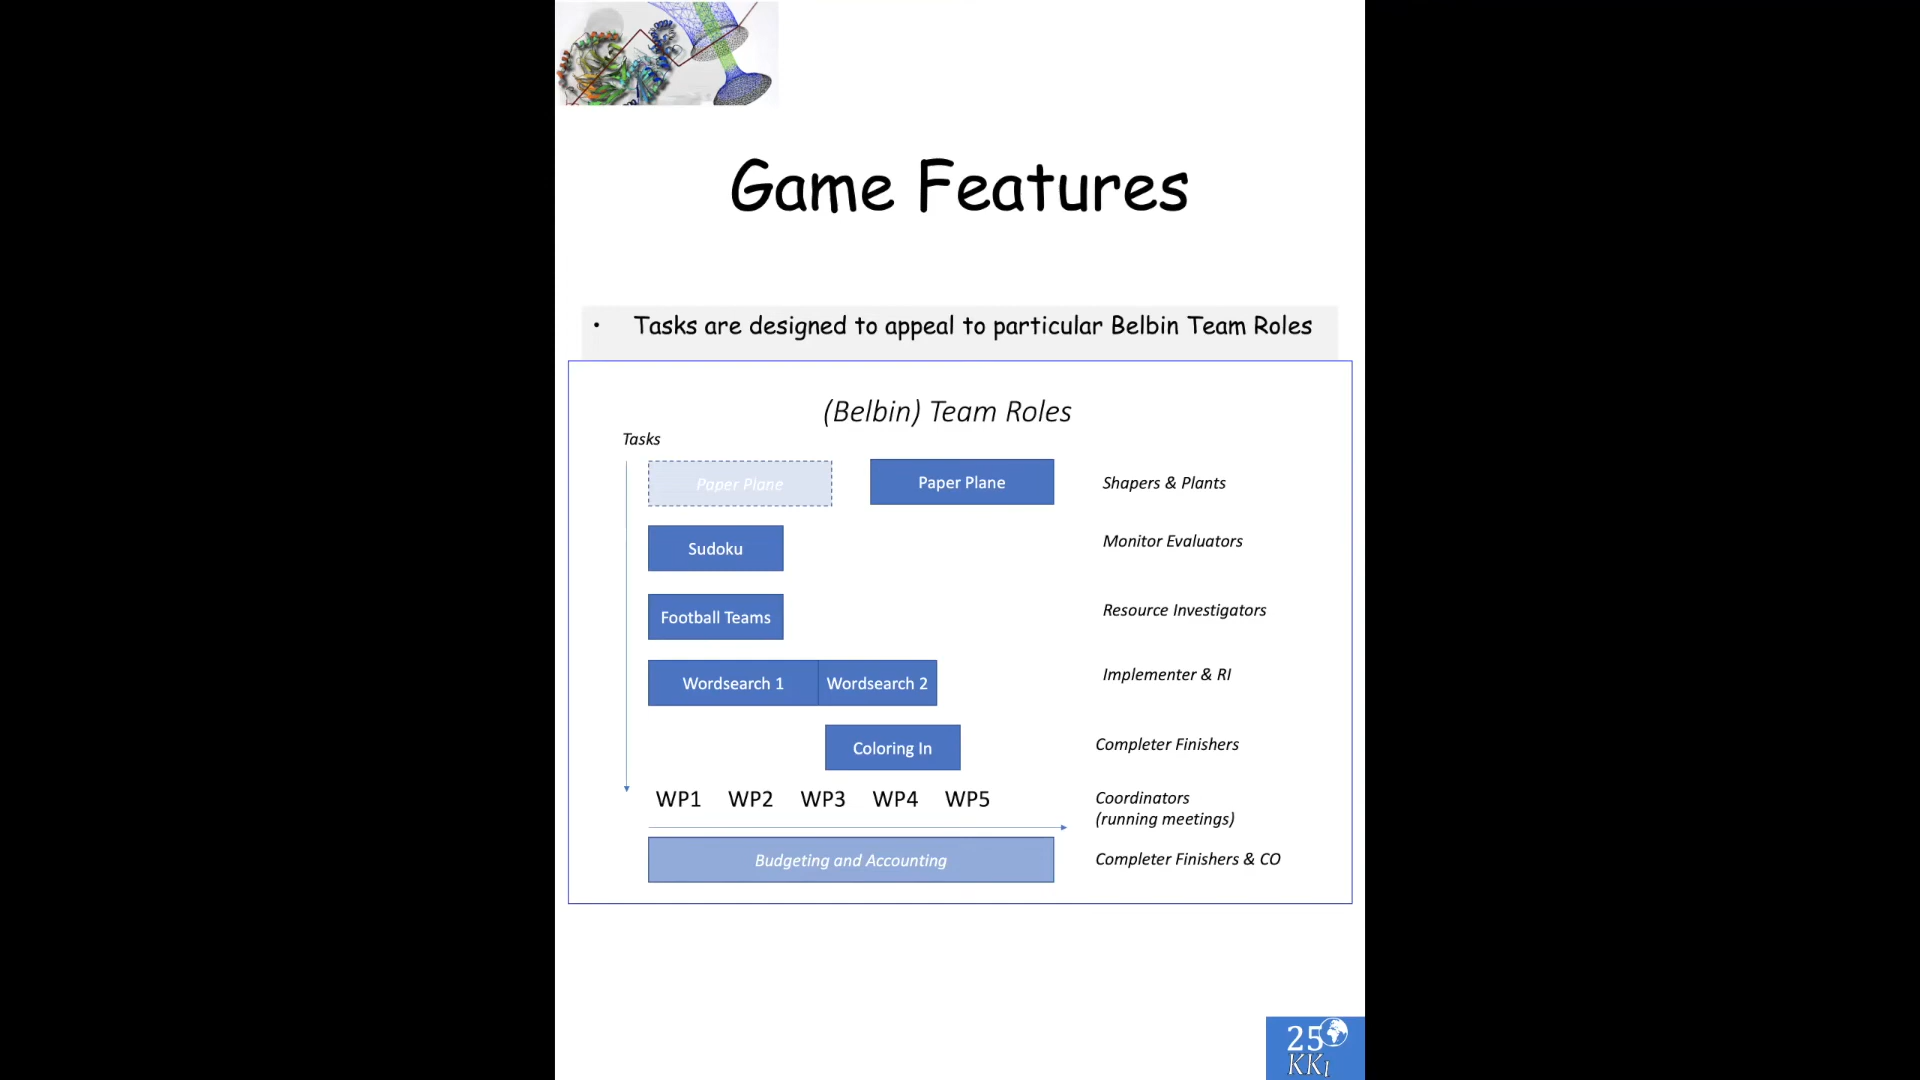 Game Features
• Tasks are designed to appeal to particular Belbin Team Roles
(Belbin) Team Roles
Tasks
Paper Plane
Paper Plane
Shapers & Plants
Sudoku
Monitor Evaluators
Football Teams
Resource Investigators
Wordsearch 1
Wordsearch 2
Implementer & RI
Coloring In
Completer Finishers
WP1 WP2 WP3 WP4 WP5
Coordinators
(running meetings)
Budgeting and Accounting
Completer Finishers & CO
25
KKI